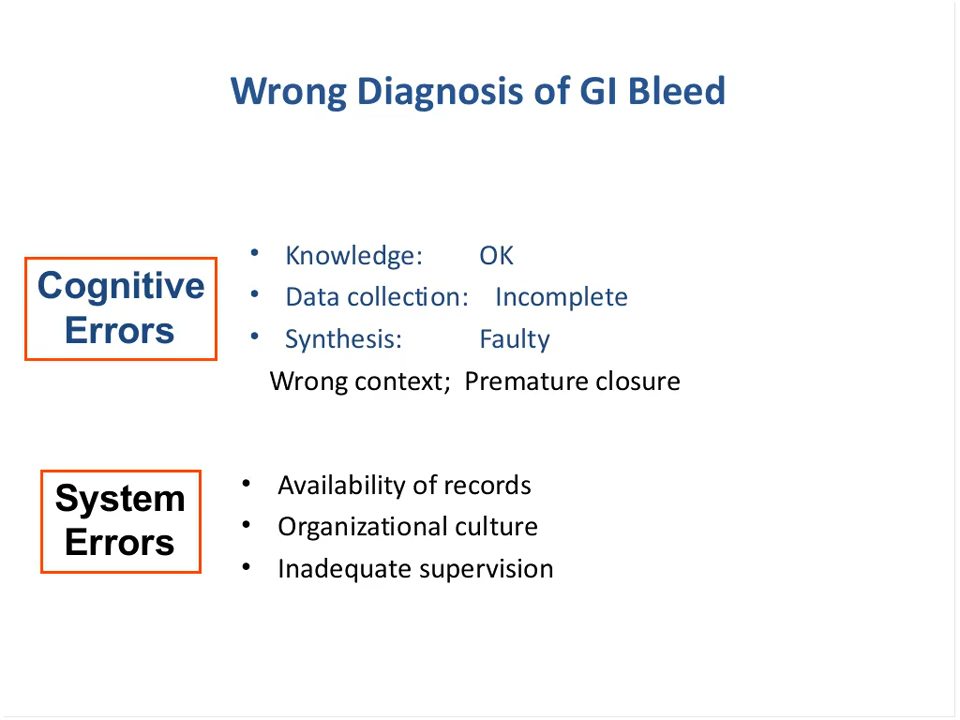 Wrong Diagnosis of GI Bleed
Cognitive
Errors
• Knowledge: OK
• Data collection: Incomplete
• Synthesis: Faulty
Wrong context; Premature closure
System
Errors
• Availability of records
• Organizational culture
• Inadequate supervision